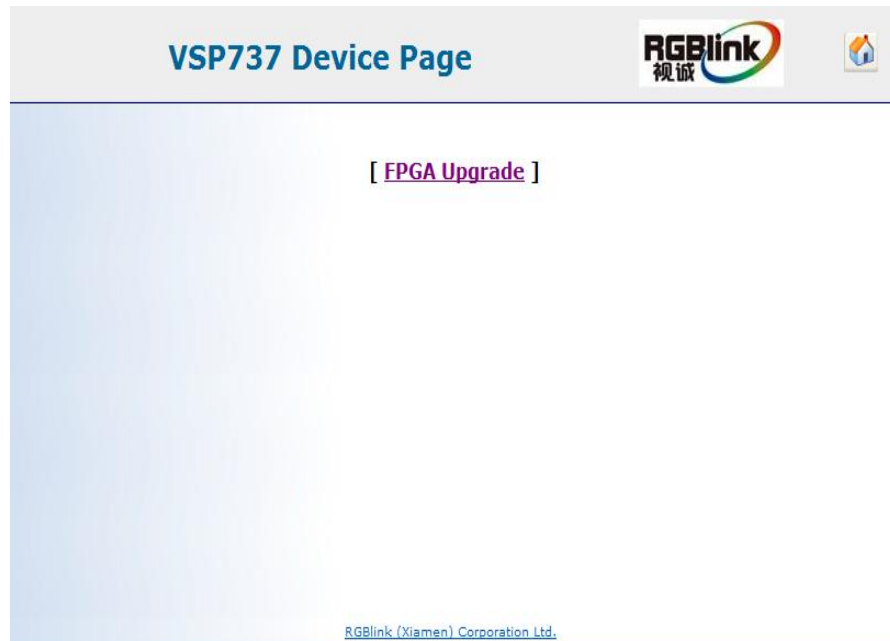 VSP737 Device Page
RGBlink
视诚
[ FPGA Upgrade ]
RGBlink (Xiamen) Corporation Ltd.